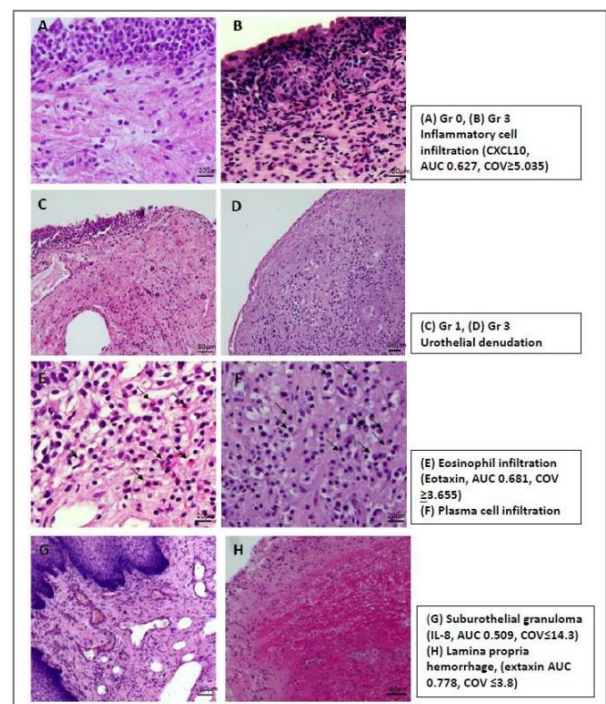 A
B
100µm
(A) Gr 0, (B) Gr 3
Inflammatory cell
infiltration (CXCL10,
AUC 0.627, COV≥5.035)
C
D
(C) Gr 1, (D) Gr 3
Urothelial denudation
E
F
(E) Eosinophil infiltration
(Eotaxin, AUC 0.681, COV
≥3.655)
(F) Plasma cell infiltration
G
H
(G) Suburothelial granuloma
(IL-8, AUC 0.509, COV≤14.3)
(H) Lamina propria
hemorrhage, (extaxin AUC
0.778, COV ≤3.8)